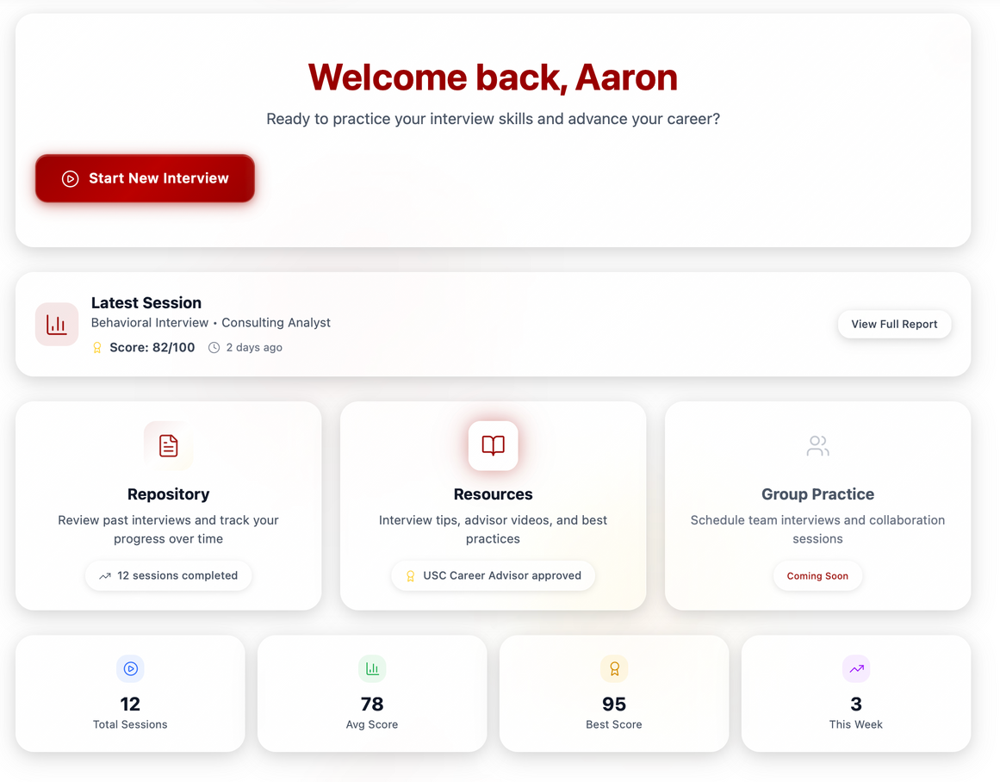 Welcome back, Aaron
Ready to practice your interview skills and advance your career?
Start New Interview
Latest Session
Behavioral Interview • Consulting Analyst
Score: 82/100 2 days ago
View Full Report
Repository
Review past interviews and track your
progress over time
12 sessions completed
Resources
Interview tips, advisor videos, and best
practices
USC Career Advisor approved
Group Practice
Schedule team interviews and collaboration
sessions
Coming Soon
12
Total Sessions
78
Avg Score
95
Best Score
3
This Week